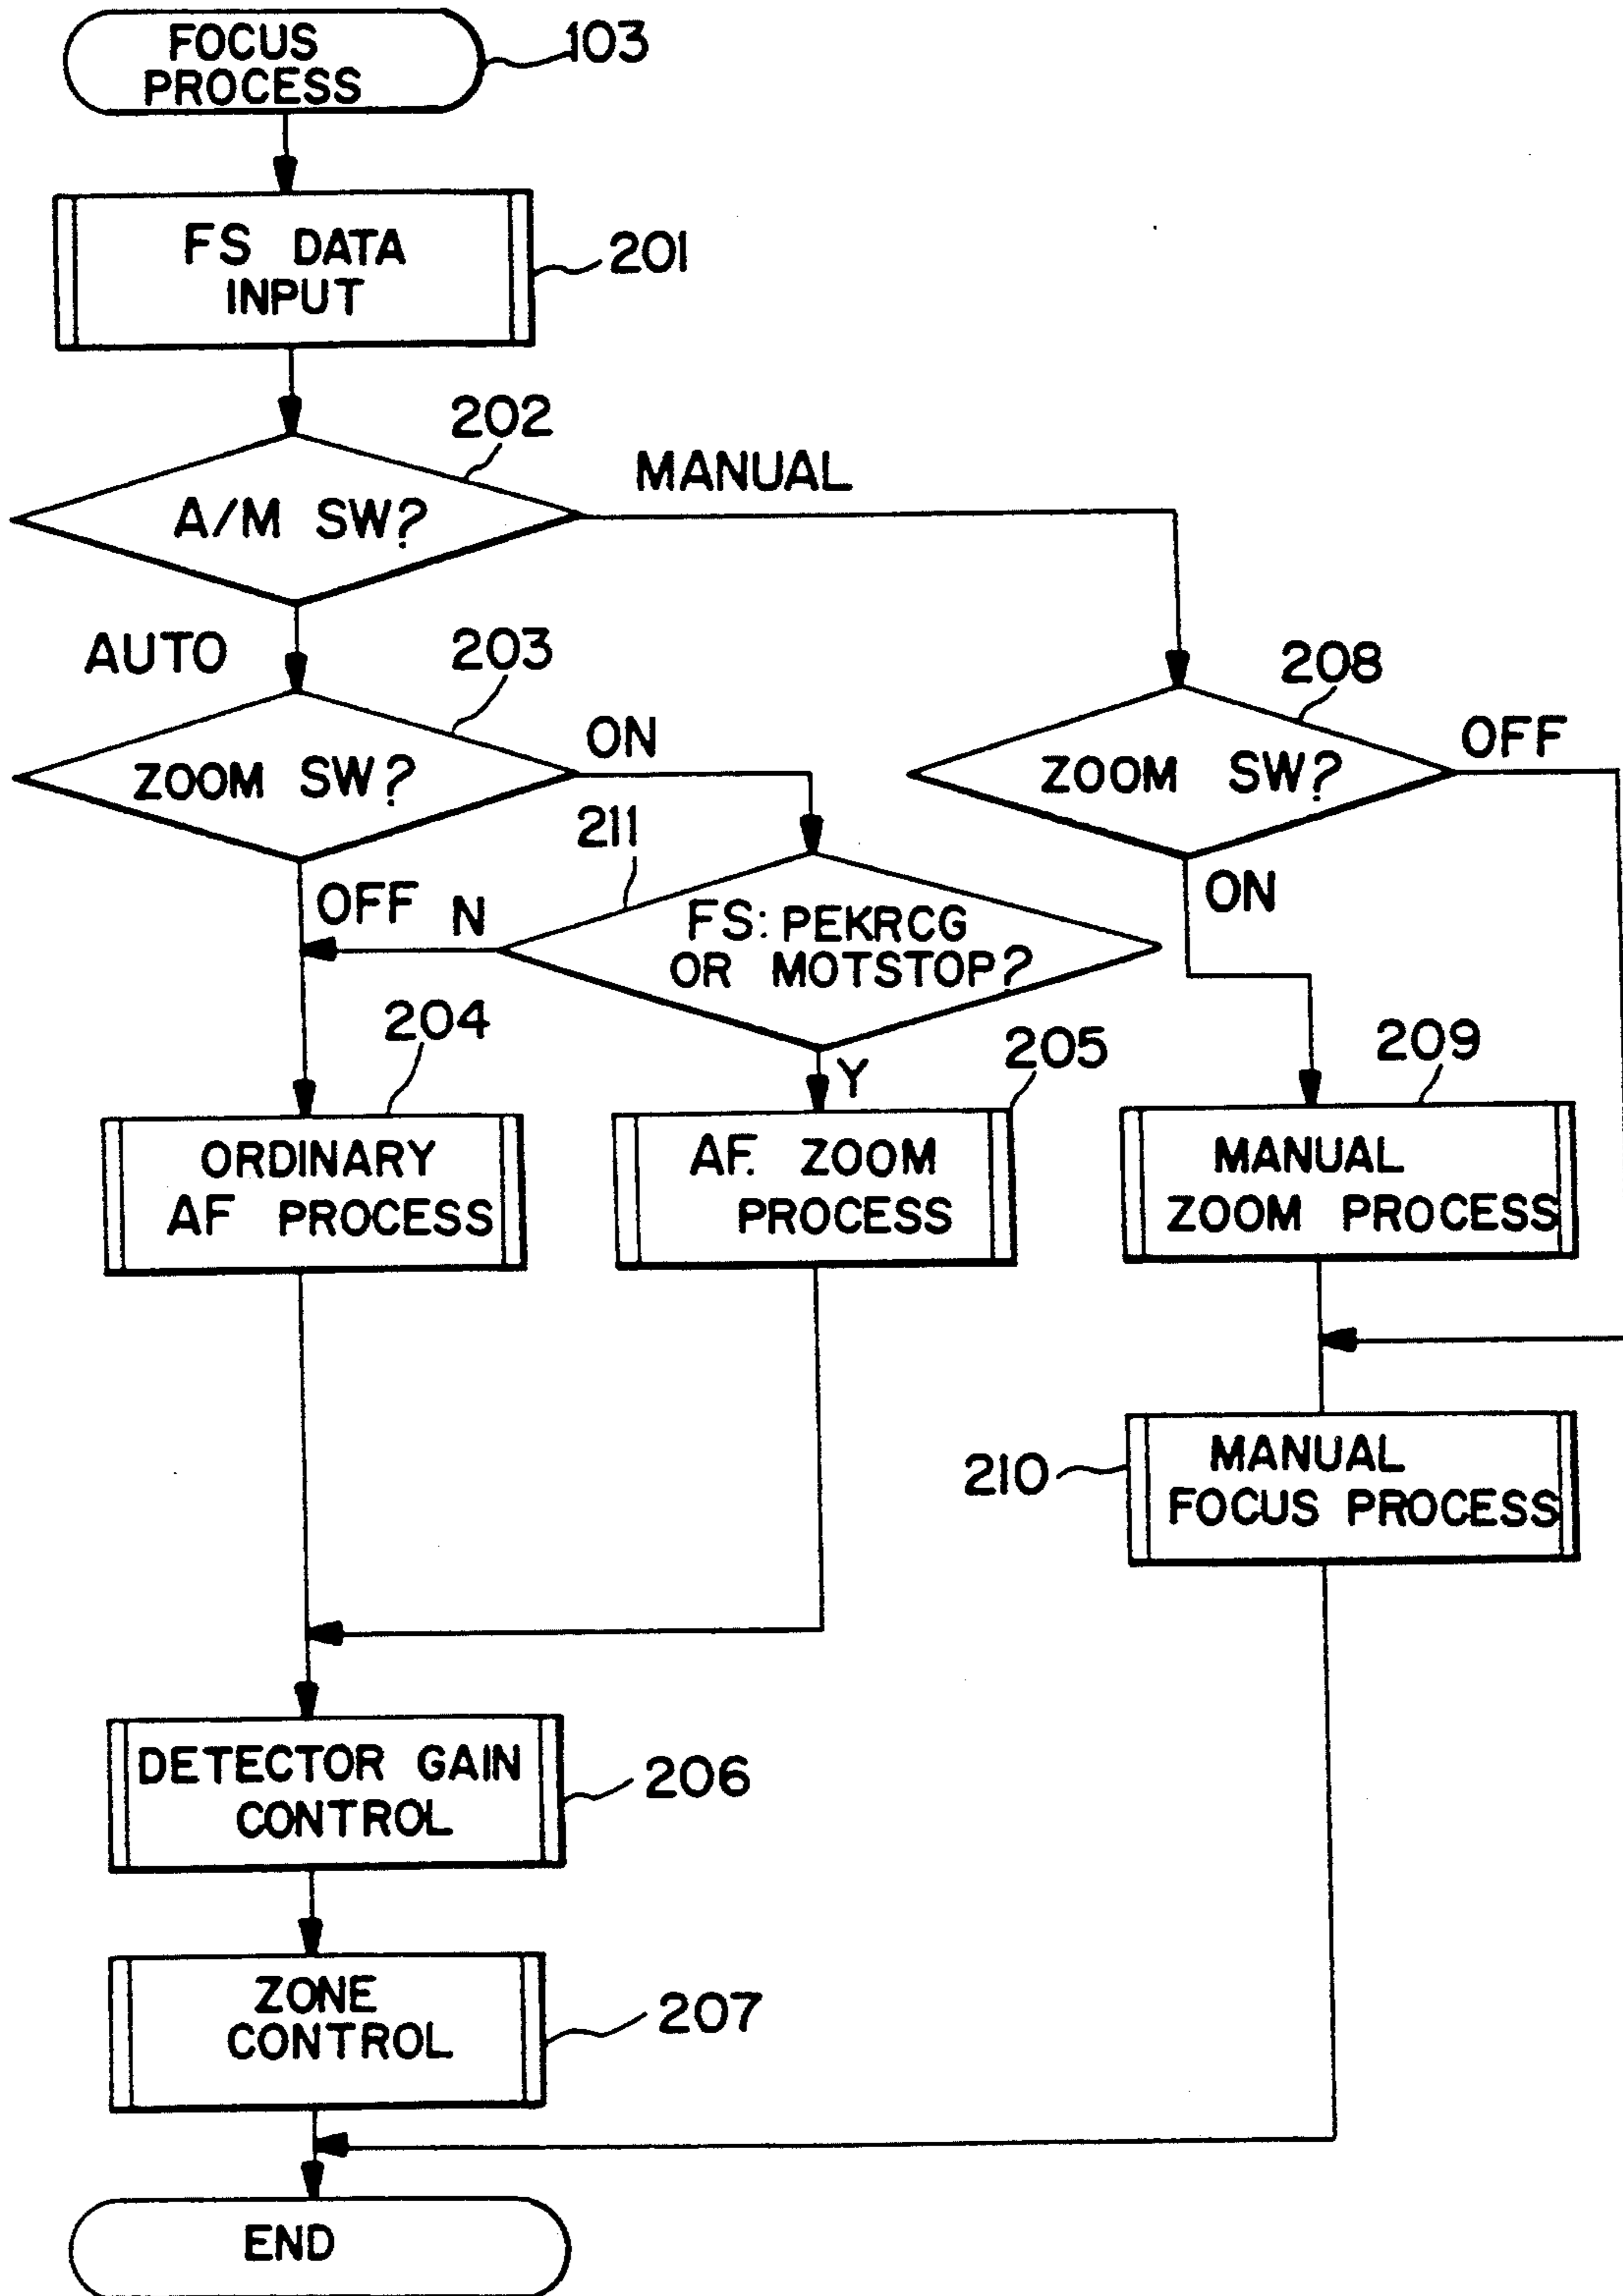 FOCUS
PROCESS
103
FS DATA
INPUT
201
202
A/M SW?
MANUAL
AUTO
203
ZOOM SW?
ON
208
ZOOM SW?
OFF
211
OFF
N
FS: PEKRCG
OR MOTSTOP?
ON
204
Y
205
209
ORDINARY
AF PROCESS
AF. ZOOM
PROCESS
MANUAL
ZOOM PROCESS
210
MANUAL
FOCUS PROCESS
DETECTOR GAIN
CONTROL
206
ZONE
CONTROL
207
END